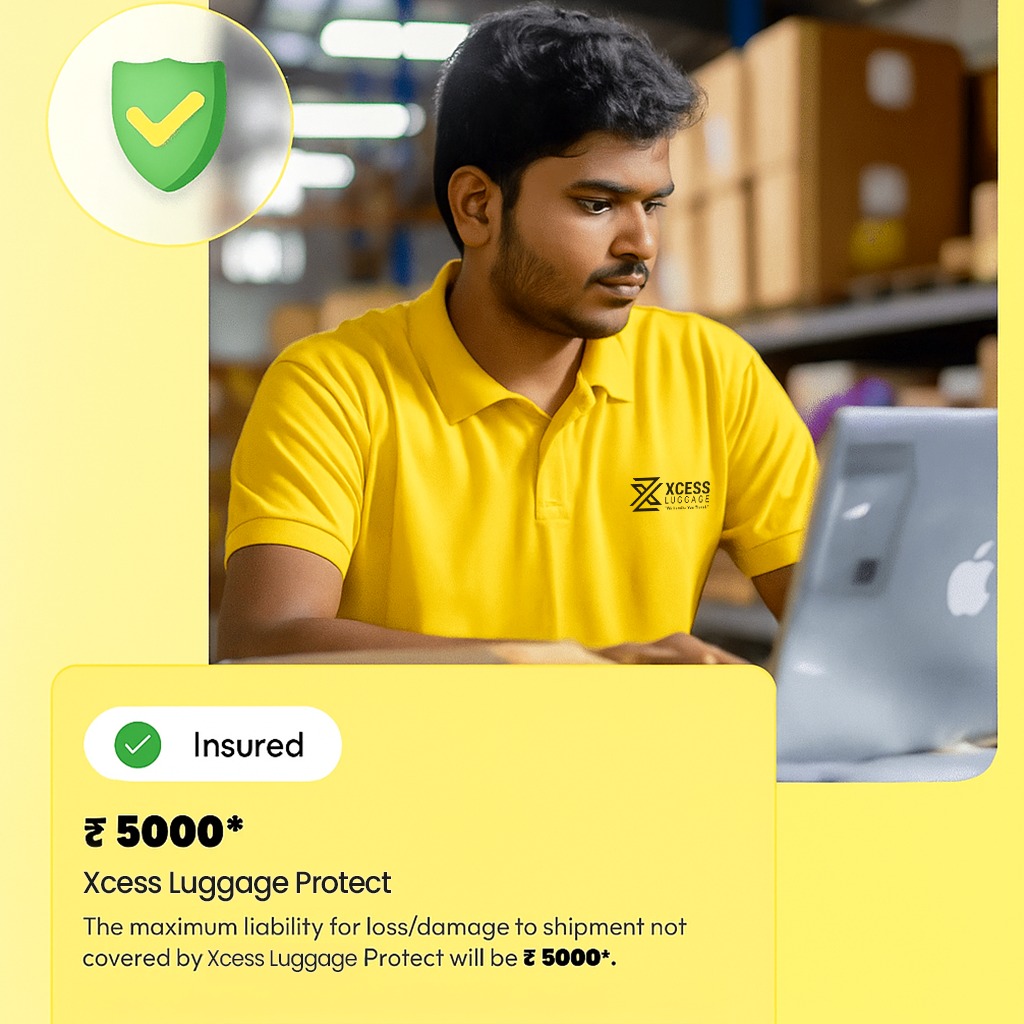 XCESS
LUGGAGE
Insured
₹ 5000*
Xcess Luggage Protect
The maximum liability for loss/damage to shipment not
covered by Xcess Luggage Protect will be ₹ 5000*.